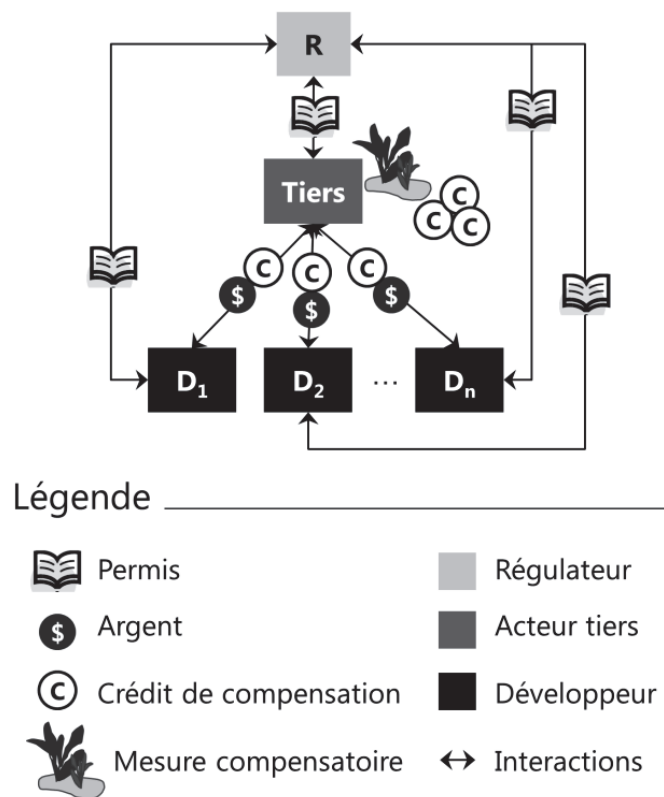 R
Tiers
C
C C
C C C
$ $ $
D1 D2 ... Dn
Légende
Permis Régulateur
$ Argent Acteur tiers
C Crédit de compensation Développeur
Mesure compensatoire Interactions